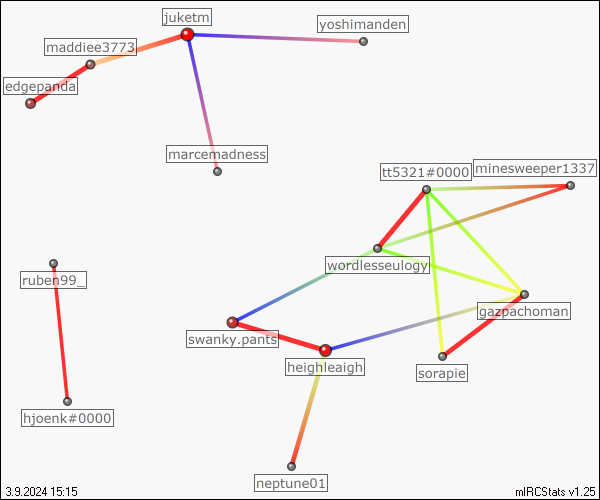 juketm
yoshimanden
maddiee3773
edgepanda
marcemadness
tt5321#0000
minesweeper1337
wordlesseulogy
ruben99_
gazpachoman
swanky.pants
heighleaigh
sorapie
hjoenk#0000
neptune01
3.9.2024 15:15
mIRCStats v1.25